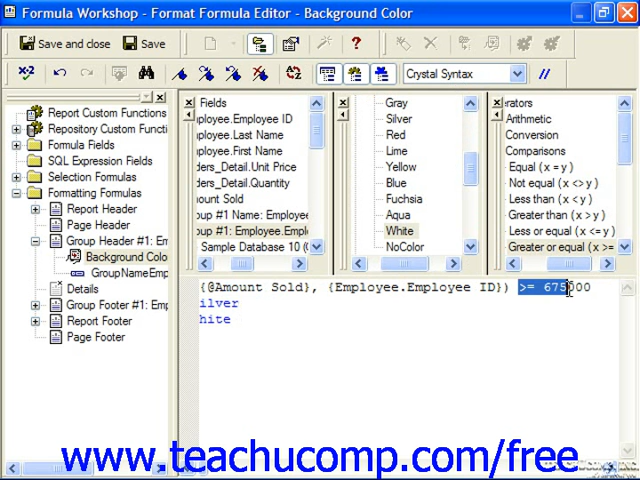 Formula Workshop - Format Formula Editor - Background Color
Save and close
Save
Crystal Syntax
Report Custom Functions
Repository Custom Functi
Formula Fields
SQL Expression Fields
Selection Formulas
Formatting Formulas
Report Header
Page Header
Group Header #1: Em
Background Colo
GroupNameEmp
Details
Group Footer #1: Emp
Report Footer
Page Footer
Fields
ployee.Employee ID
ployee.Last Name
ployee.First Name
ders_Detail.Unit Price
ders_Detail.Quantity
nount Sold
oup #1 Name: Employee
oup #1: Employee.Emplo
Sample Database 10 (
Gray
Silver
Red
Lime
Yellow
Blue
Fuchsia
Aqua
White
NoColor
rators
Arithmetic
Conversion
Comparisons
Equal (x = y )
Not equal (x <> y )
Less than (x < y )
Greater than (x > y )
Less or equal (x <= y )
Greater or equal (x >=
{@Amount Sold}, {Employee.Employee ID}) >= 675000
ilver
hite
www.teachucomp.com/free